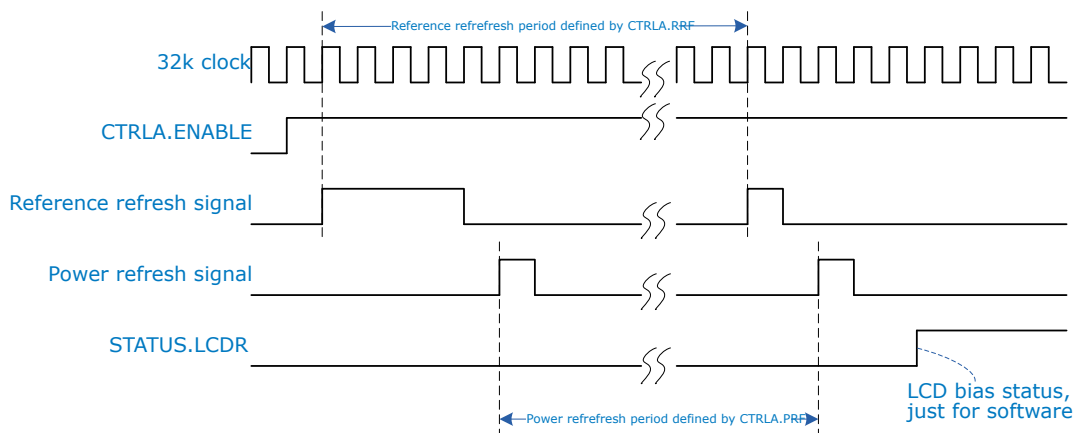 Reference refrefresh period defined by CTRLA.RRF
32k clock
CTRLA.ENABLE
Reference refresh signal
Power refresh signal
STATUS.LCDR
LCD bias status,
just for software
Power refrefresh period defined by CTRLA.PRF